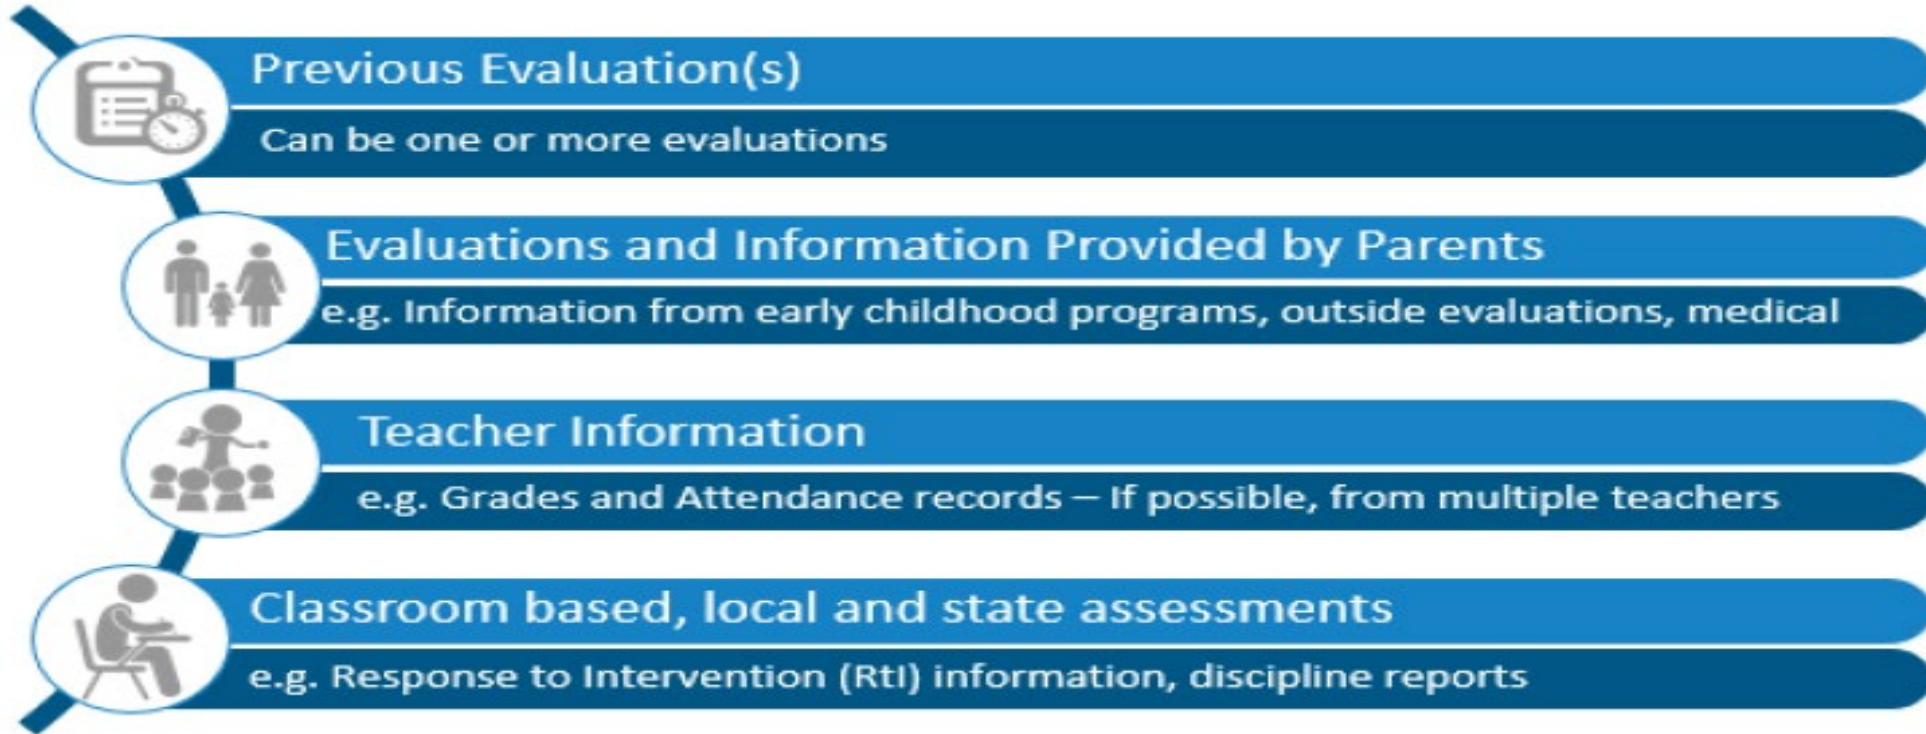 Previous Evaluation(s)
Can be one or more evaluations
Evaluations and Information Provided by Parents
e.g. Information from early childhood programs, outside evaluations, medical
Teacher Information
e.g. Grades and Attendance records – If possible, from multiple teachers
Classroom based, local and state assessments
e.g. Response to Intervention (RtI) information, discipline reports